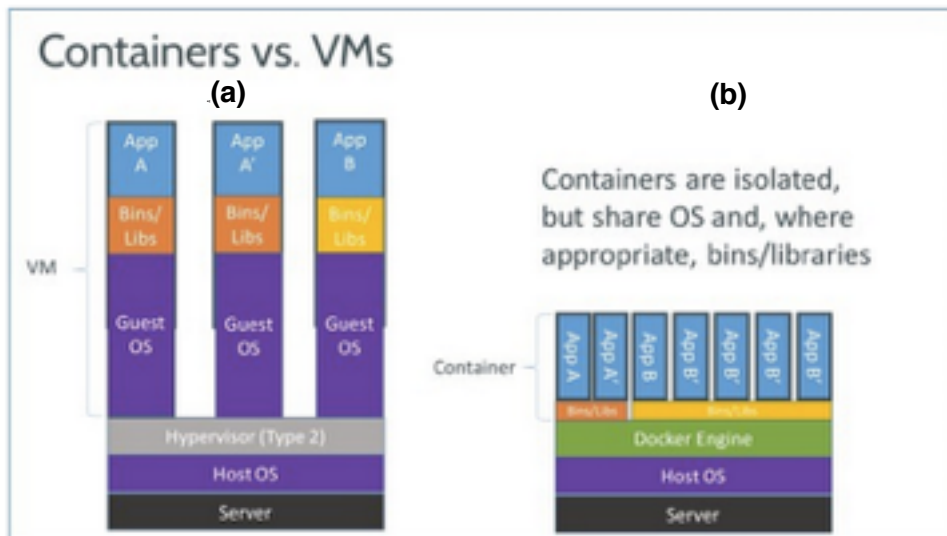 Containers vs. VMs
(a)
App
A
App
A'
App
B
Bins/
Libs
Bins/
Libs
Bins/
Libs
VM
Guest
OS
Guest
OS
Guest
OS
Hypervisor (Type 2)
Host OS
Server
(b)
Containers are isolated,
but share OS and, where
appropriate, bins/libraries
Container
App A
App A'
App B
App B'
App B'
App B'
App B'
Bins/Libs
Bins/Libs
Docker Engine
Host OS
Server